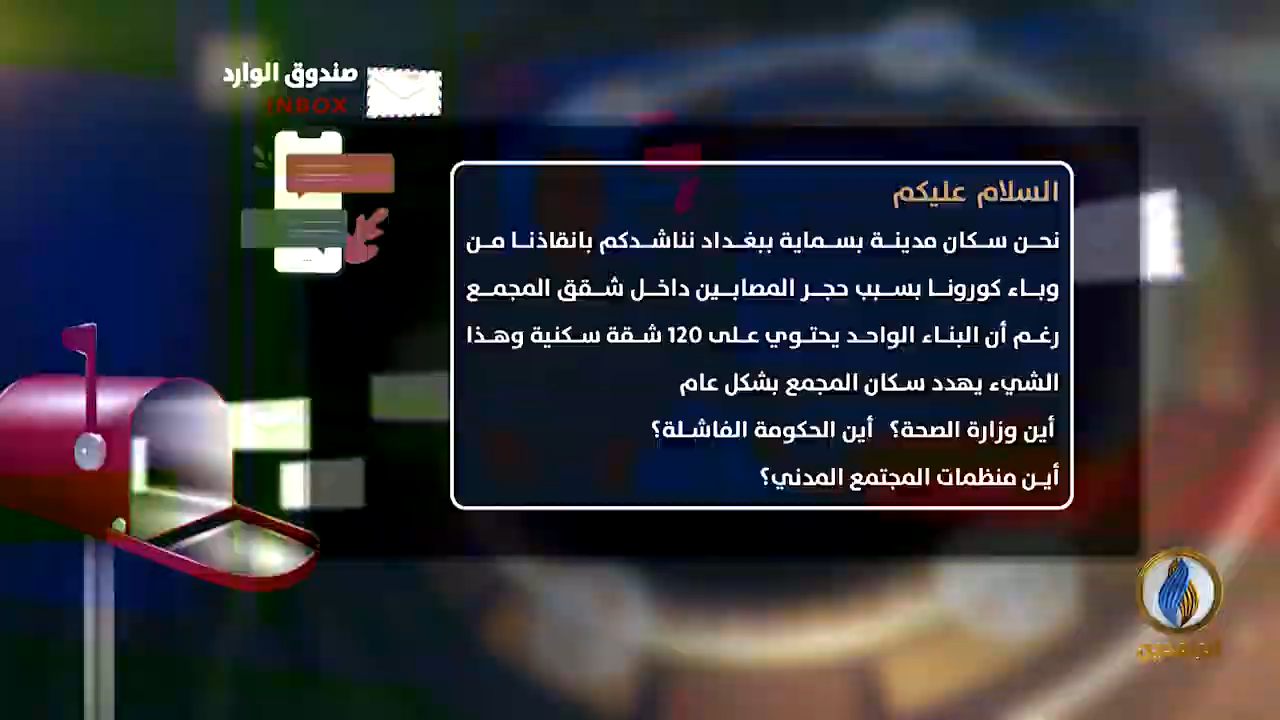 صندوق الوارد
INBOX
السلام عليكم
نحن سكان مدينة بسماية ببغداد نناشدكم بانقاذنا من
وباء كورونا بسبب حجر المصابين داخل شقق المجمع
رغم أن البناء الواحد يحتوي على 120 شقة سكنية وهذا
الشيء يهدد سكان المجمع بشكل عام
أين وزارة الصحة؟ أين الحكومة الفاشلة؟
أين منظمات المجتمع المدني؟